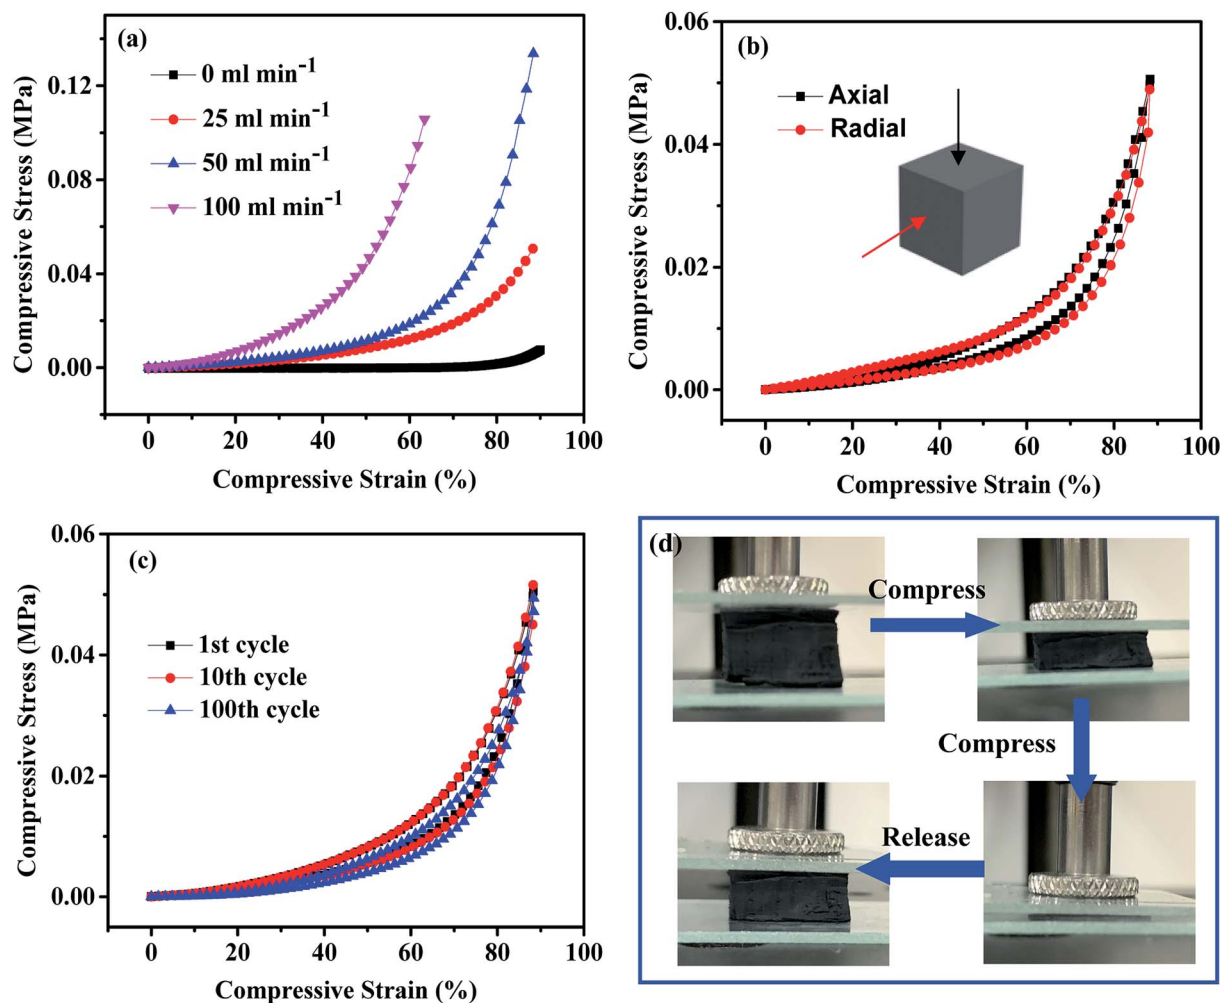 (a)
0 ml min⁻¹
25 ml min⁻¹
50 ml min⁻¹
100 ml min⁻¹
0.12
0.08
0.04
0.00
Compressive Stress (MPa)
0 20 40 60 80 100
Compressive Strain (%)
(b)
Axial
Radial
0.06
0.04
0.02
0.00
Compressive Stress (MPa)
0 20 40 60 80 100
Compressive Strain (%)
(c)
1st cycle
10th cycle
100th cycle
0.06
0.04
0.02
0.00
Compressive Stress (MPa)
0 20 40 60 80 100
Compressive Strain (%)
(d)
Compress
Compress
Release